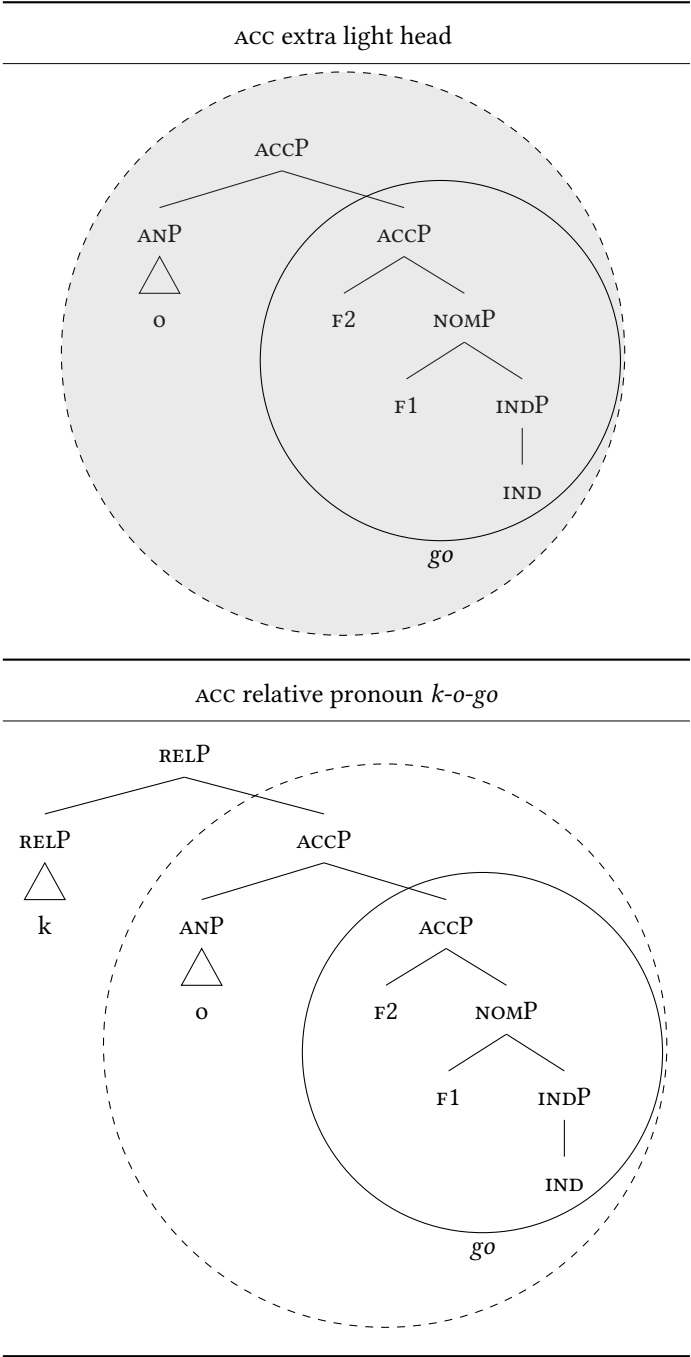 ACC extra light head
ACCP
ANP ACCP
o F2 NOMP
F1 INDP
IND
go
ACC relative pronoun k-o-go
RELP
RELP ACCP
k ANP ACCP
o F2 NOMP
F1 INDP
IND
go